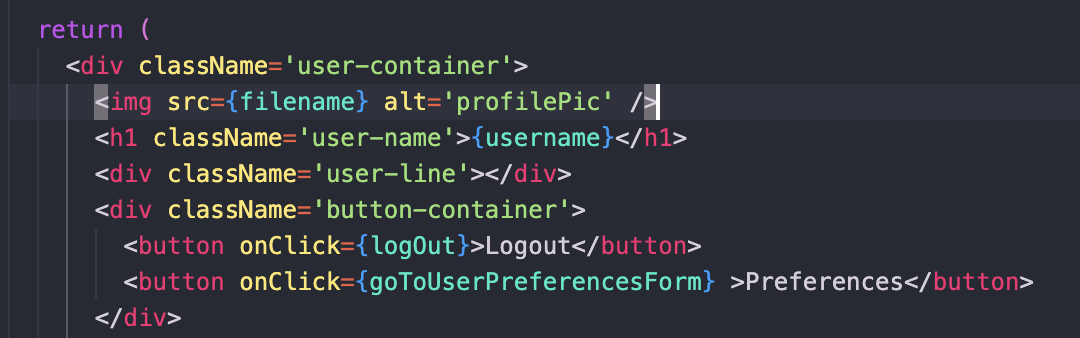 return (
<div className='user-container'>
<img src={filename} alt='profilePic' />
<h1 className='user-name'>{username}</h1>
<div className='user-line'></div>
<div className='button-container'>
<button onClick={logOut}>Logout</button>
<button onClick={goToUserPreferencesForm} >Preferences</button>
</div>